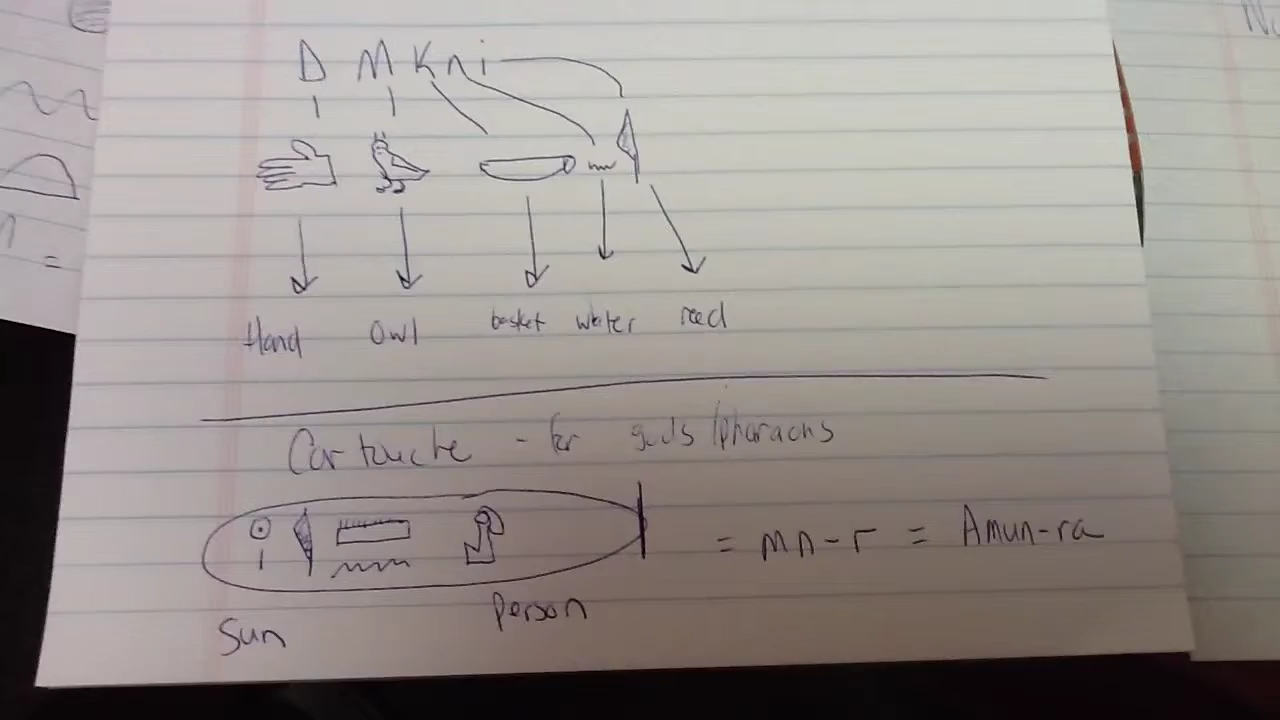 D M K n i
Hand Owl basket water reed
Cartouche - for gods/pharaohs
= mn-r = Amun-ra
Person
Sun